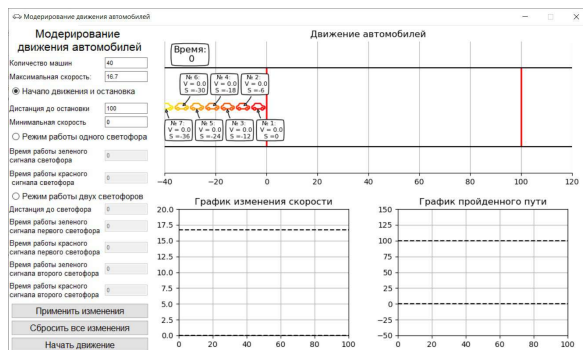 Модерирование движения автомобилей
Модерирование
движения автомобилей
Количество машин 40
Максимальная скорость: 16.7
Начало движения и остановка
Дистанция до остановки 100
Минимальная скорость 0
Режим работы одного светофора
Время работы зеленого
сигнала светофора 0
Время работы красного
сигнала светофора 0
Режим работы двух светофоров
Дистанция до светофора 0
Время работы зеленого
сигнала первого светофора 0
Время работы красного
сигнала первого светофора 0
Время работы зеленого
сигнала второго светофора 0
Время работы красного
сигнала второго светофора 0
Применить изменения
Сбросить все изменения
Начать движение
Движение автомобилей
Время:
0
№ 6:
V = 0.0
S =-30
№ 4:
V = 0.0
S =-18
№ 2:
V = 0.0
S =-6
№ 7:
V = 0.0
S =-36
№ 5:
V = 0.0
S =-24
№ 3:
V = 0.0
S =-12
№ 1:
V = 0.0
S =0
−40 −20 0 20 40 60 80 100 120
График изменения скорости
20.0
17.5
15.0
12.5
10.0
7.5
5.0
2.5
0.0
0 20 40 60 80 100
График пройденного пути
150
125
100
75
50
25
0
−25
−50
0 20 40 60 80 100